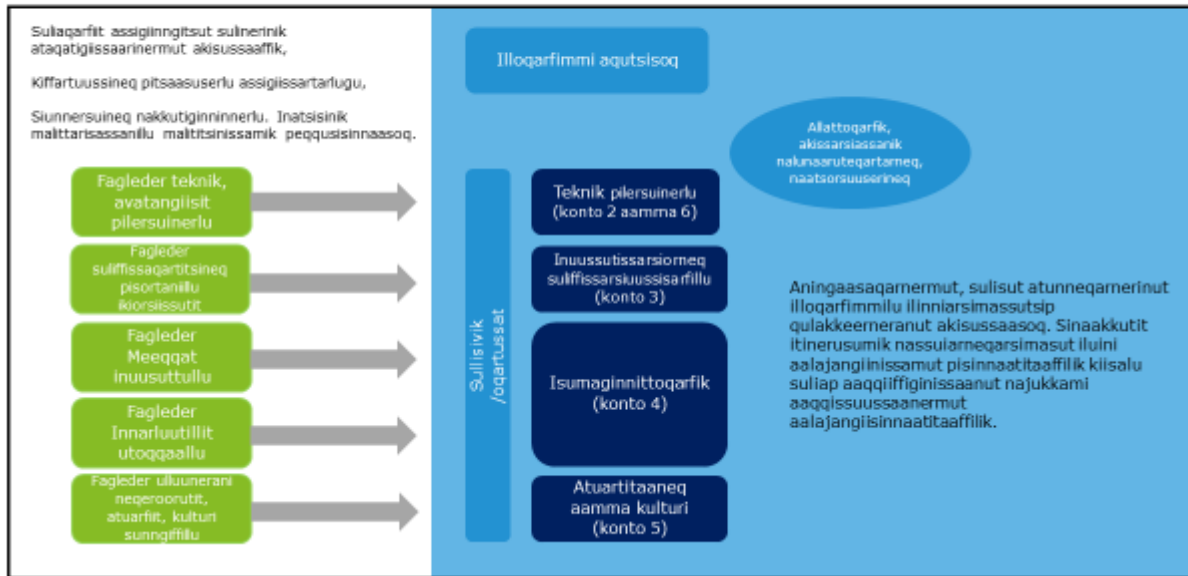 Suliaqarfiit assigiinngitsut sulinerinik
ataqatigiissaarinermut akisussaaffik,
Kiffartuussineq pitsaasuserlu assigiissartarlugu,
Siunnersuineq nakkutiginninnerlu. Inatsisinik
malittarisassanillu malititsinissamik peqqusisinnaasoq.
Fagleder teknik,
avatangiisit
pilersuinerlu
Fagleder
suliffissaqartitsineq
pisortaniillu
ikiorsiissutit
Fagleder
Meeqqat
inuusuttullu
Fagleder
Innarluutillit
utoqqaallu
Fagleder ulluunerani
neqeroorutit,
atuarfiit, kulturi
sunngiffillu
Illoqarfimmi aqutsisoq
Allattoqarfik,
akissarsiassanik
nalunaaruteqartarneq,
naatsorsuuserineq
Sullisivik
/oqartussat
Teknik pilersuinerlu
(konto 2 aamma 6)
Inuussutissarsiorneq
suliffissarsiuussisarfillu
(konto 3)
Isumaginnittoqarfik
(konto 4)
Atuartitaaneq
aamma kulturi
(konto 5)
Aningaasaqarnermut, sulisut atunneqarnerinut
illoqarfimmilu ilinniarsimassutsip
qulakkeerneranut akisussaasoq. Sinaakkutit
itinerusumik nassuiarneqarsimasut iluini
aalajangiinissamut pisinnaatitaaffilik kiisalu
suliap aaqqiiffiginissaanut najukkami
aaqqissuussaanermut
aalajangiisinnaatitaaffilik.